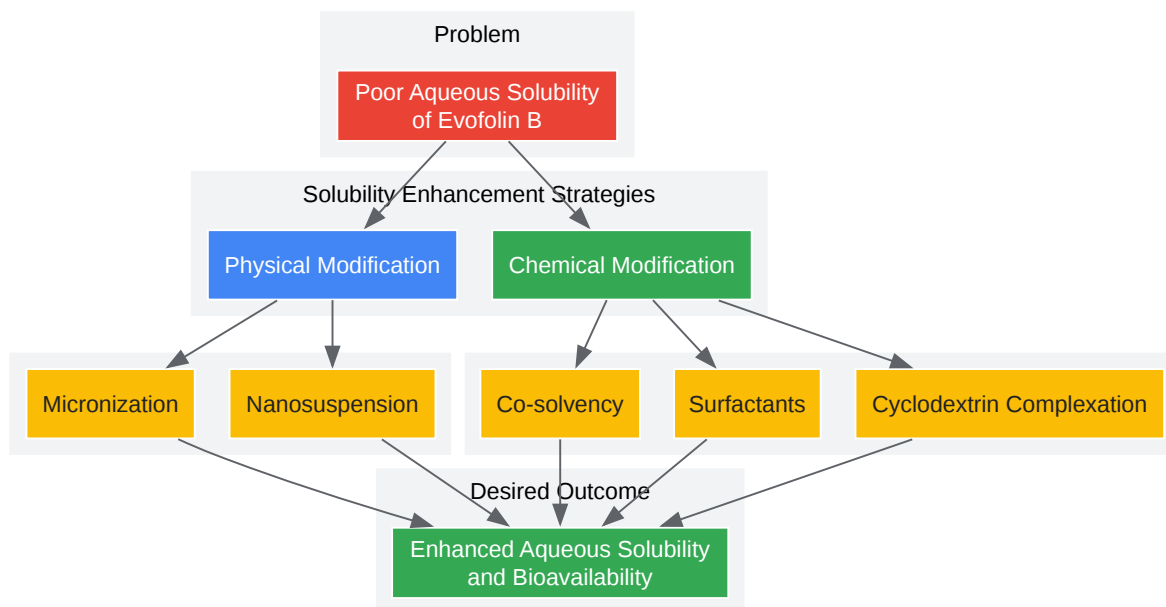 Problem
Poor Aqueous Solubility
of Evofolin B
Solubility Enhancement Strategies
Physical Modification
Chemical Modification
Micronization
Nanosuspension
Co-solvency
Surfactants
Cyclodextrin Complexation
Desired Outcome
Enhanced Aqueous Solubility
and Bioavailability